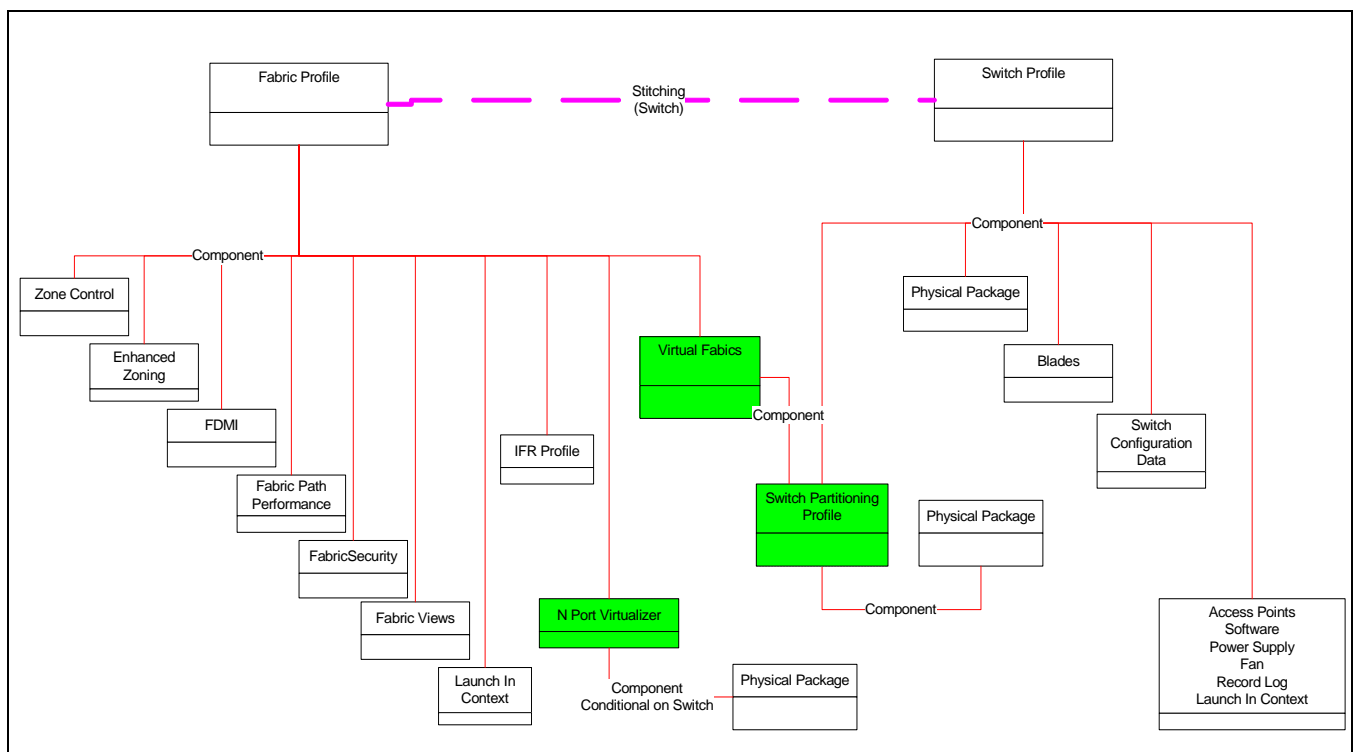 Fabric Profile
Switch Profile
Stitching
(Switch)
Component
Component
Zone Control
Physical Package
Enhanced
Zoning
Virtual Fabics
Blades
FDMI
Component
Switch
Configuration
Data
IFR Profile
Fabric Path
Performance
Switch Partitioning
Profile
Physical Package
FabricSecurity
Fabric Views
N Port Virtualizer
Component
Access Points
Software
Power Supply
Fan
Record Log
Launch In Context
Launch In
Context
Component
Conditional on Switch
Physical Package